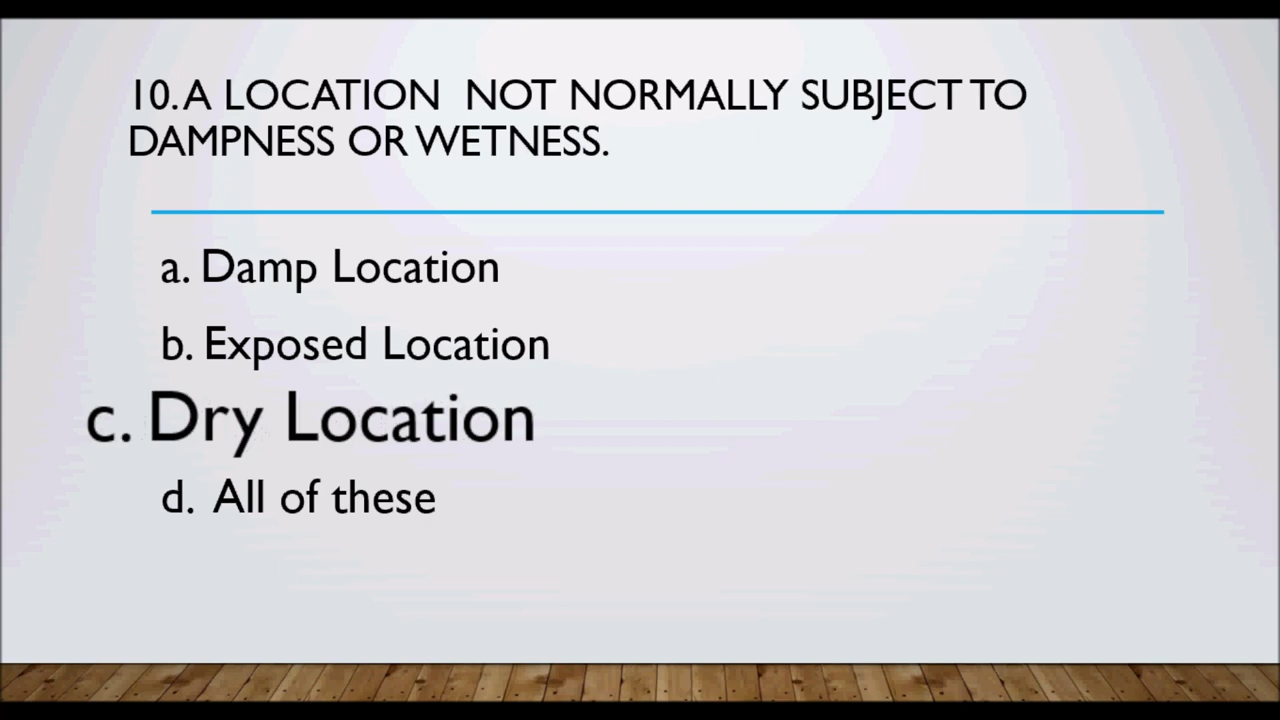 10. A LOCATION NOT NORMALLY SUBJECT TO
DAMPNESS OR WETNESS.
a. Damp Location
b. Exposed Location
c. Dry Location
d. All of these